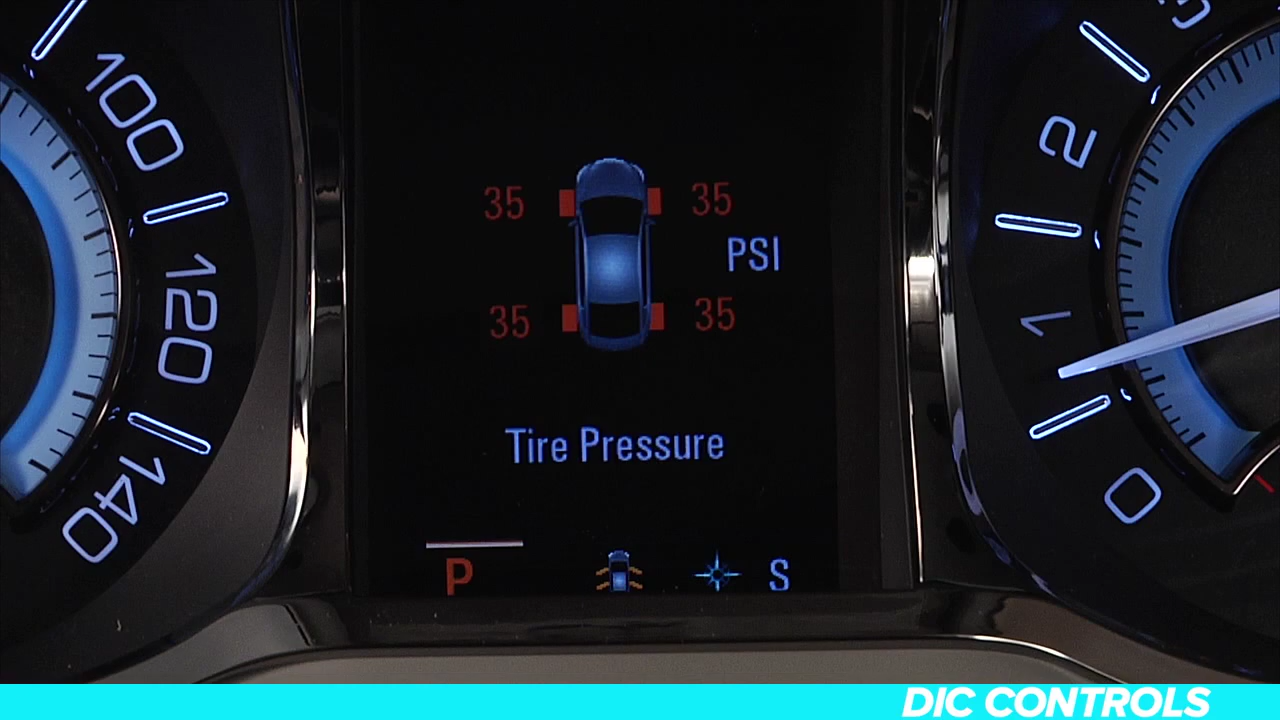 100
120
140
35 35
PSI
35 35
Tire Pressure
P S
2
1
0
DIC CONTROLS